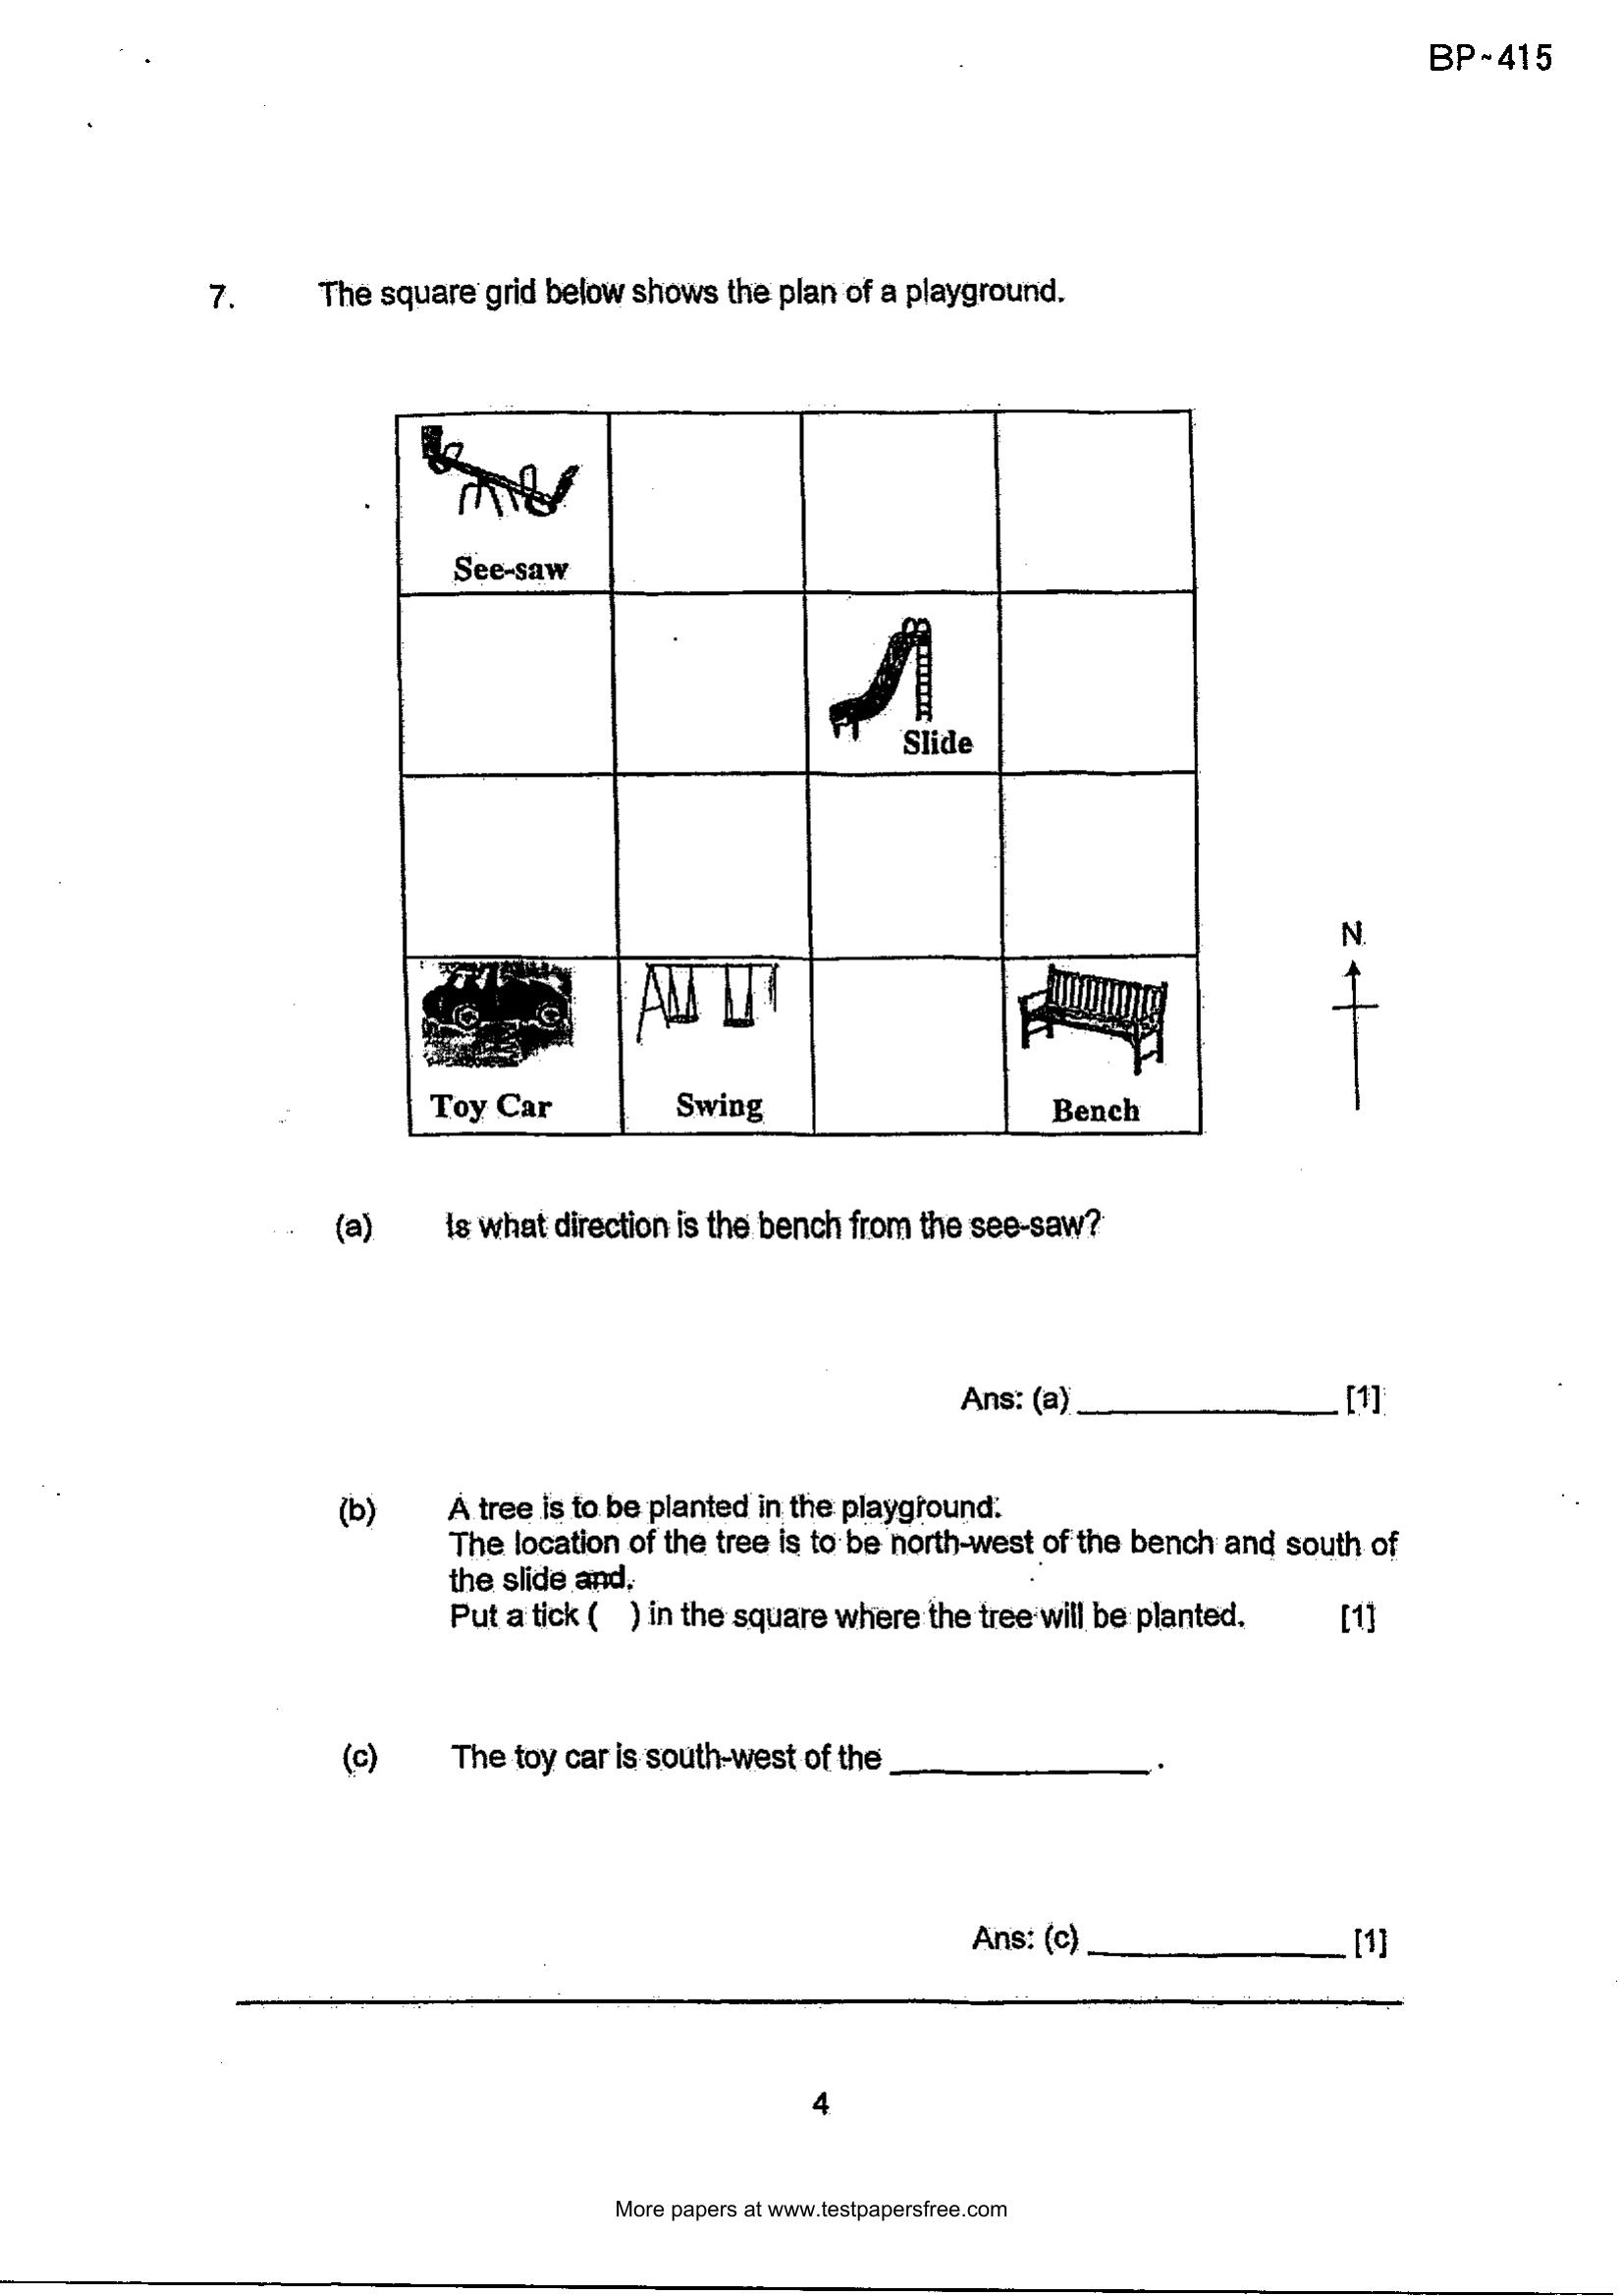 BP~415
7. The square grid below shows the plan of a playground.
See-saw
Slide
N
Toy Car Swing Bench
(a) Is what direction is the bench from the see-saw?
Ans: (a) ______________ [1]
(b) A tree is to be planted in the playground.
The location of the tree is to be north-west of the bench and south of
the slide and.
Put a tick ( ) in the square where the tree will be planted. [1]
(c) The toy car is south-west of the ______________ .
Ans: (c) ______________ [1]
4
More papers at www.testpapersfree.com